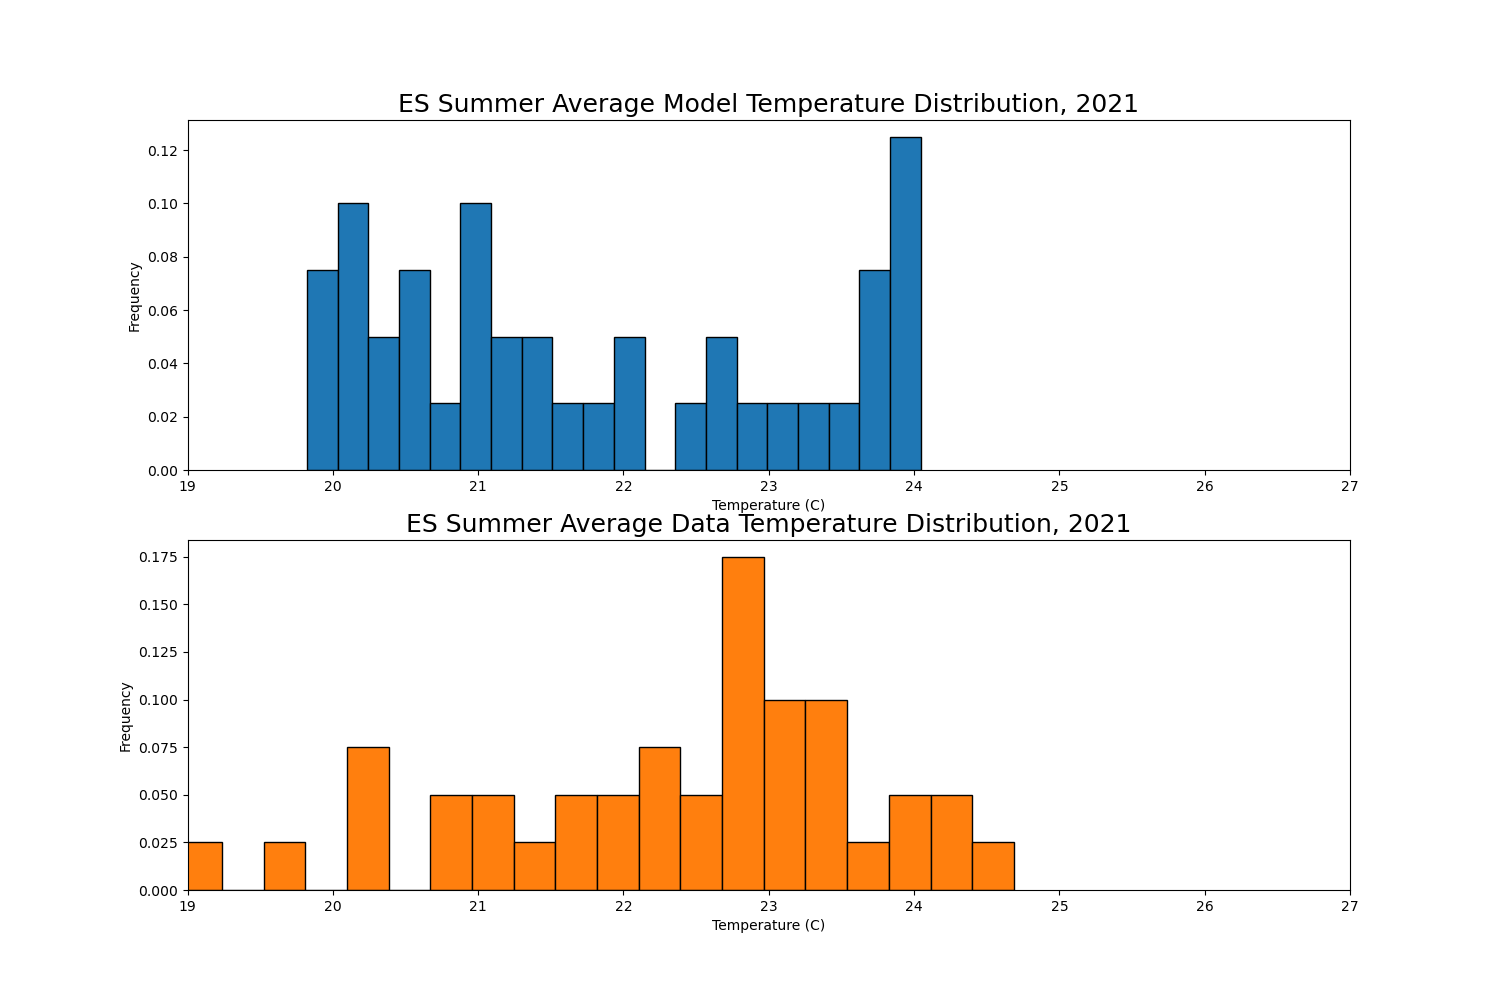 ES Summer Average Model Temperature Distribution, 2021
0.12
0.10
0.08
0.06
0.04
0.02
0.00
Frequency
19 20 21 22 23 24 25 26 27
Temperature (C)
ES Summer Average Data Temperature Distribution, 2021
0.175
0.150
0.125
0.100
0.075
0.050
0.025
0.000
Frequency
19 20 21 22 23 24 25 26 27
Temperature (C)